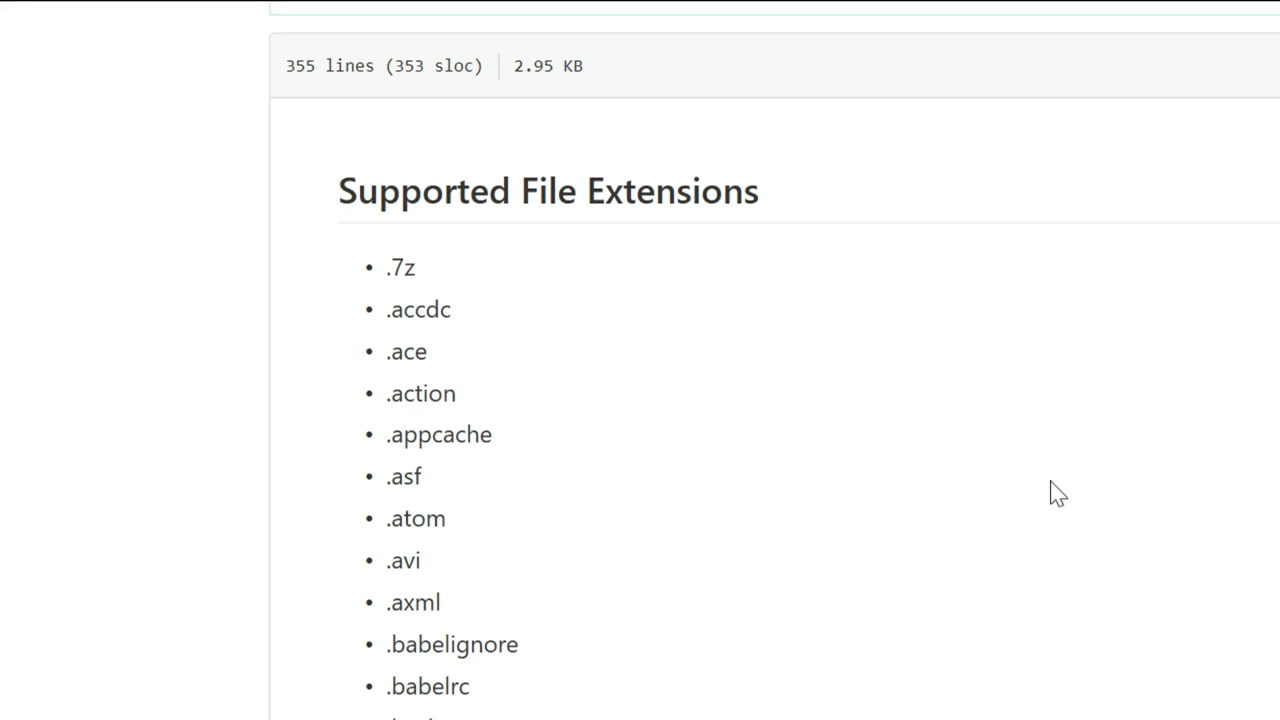 355 lines (353 sloc) 2.95 KB
Supported File Extensions
• .7z
• .accdc
• .ace
• .action
• .appcache
• .asf
• .atom
• .avi
• .axml
• .babelignore
• .babelrc